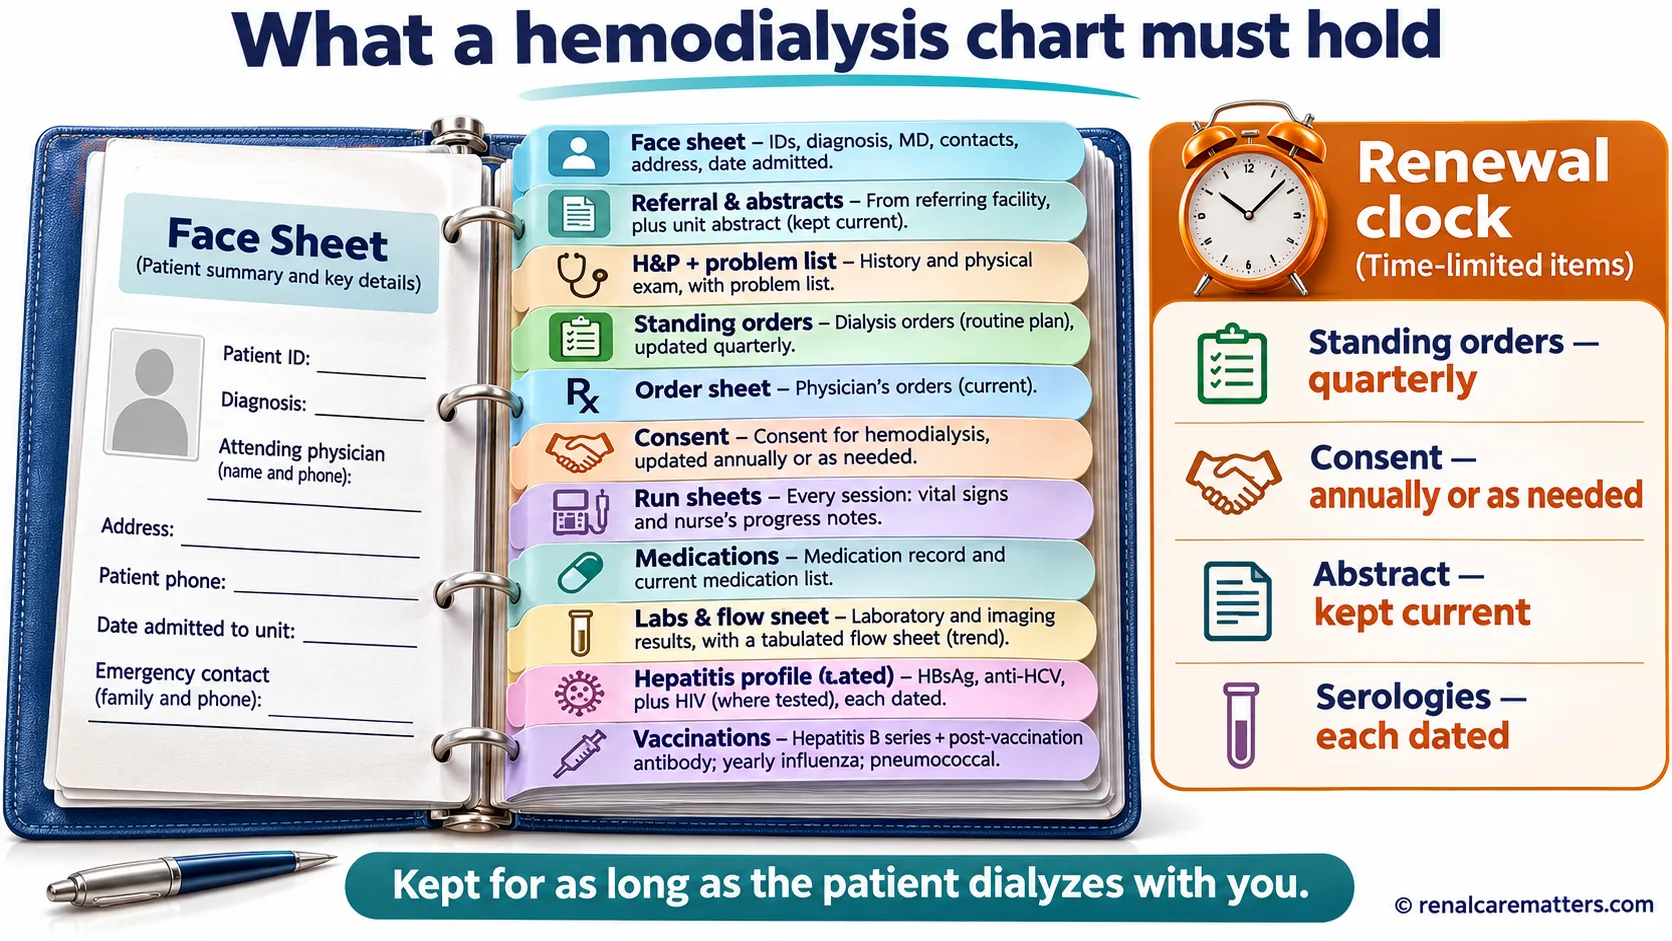 What a hemodialysis chart must hold
Face Sheet
(Patient summary and key details)
Patient ID:
Diagnosis:
Attending physician
(name and phone):
Address:
Patient phone:
Date admitted to unit:
Emergency contact
(family and phone):
Face sheet – IDs, diagnosis, MD, contacts,
address, date admitted.
Referral & abstracts – From referring facility,
plus unit abstract (kept current).
H&P + problem list – History and physical
exam, with problem list.
Standing orders – Dialysis orders (routine plan),
updated quarterly.
Rx
Order sheet – Physician's orders (current).
Consent – Consent for hemodialysis,
updated annually or as needed.
Run sheets – Every session: vital signs
and nurse's progress notes.
Medications – Medication record and
current medication list.
Labs & flow sneet – Laboratory and imaging
results, with a tabulated flow sheet (trend).
Hepatitis profile (Lated) – HBsAg, anti-HCV,
plus HIV (where tested), each dated.
Vaccinations – Hepatitis B series + post-vaccination
antibody; yearly influenza; pneumococcal.
12
3
6
9
Renewal
clock
(Time-limited items)
Standing orders —
quarterly
Consent —
annually or as needed
Abstract —
kept current
Serologies —
each dated
Kept for as long as the patient dialyzes with you.
© renalcarematters.com